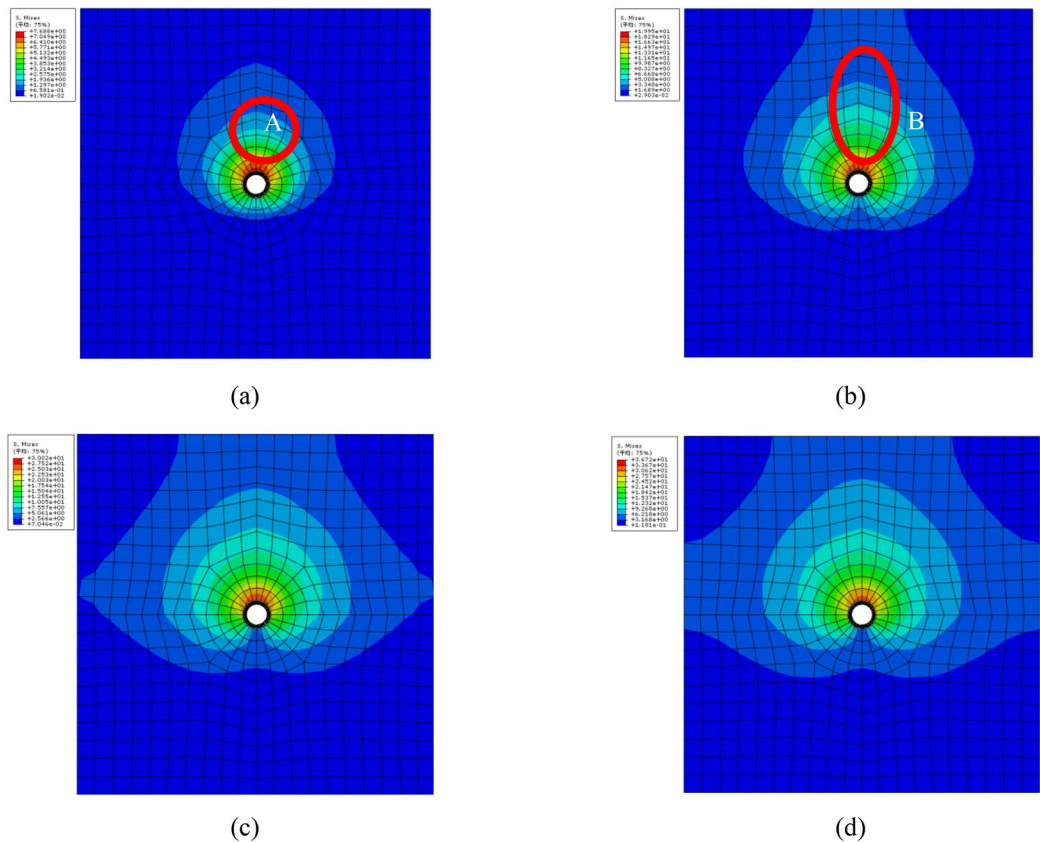 S, Mises
(平均: 75%)
+7.688e+00
+7.049e+00
+6.410e+00
+5.771e+00
+5.132e+00
+4.493e+00
+3.853e+00
+3.214e+00
+2.575e+00
+1.936e+00
+1.297e+00
+6.581e-01
+1.902e-02
A
(a)
S, Mises
(平均: 75%)
+1.995e+01
+1.829e+01
+1.663e+01
+1.497e+01
+1.331e+01
+1.165e+01
+9.987e+00
+8.327e+00
+6.668e+00
+5.008e+00
+3.348e+00
+1.689e+00
+2.903e-02
B
(b)
S, Mises
(平均: 75%)
+3.002e+01
+2.752e+01
+2.503e+01
+2.253e+01
+2.003e+01
+1.754e+01
+1.504e+01
+1.255e+01
+1.005e+01
+7.557e+00
+5.061e+00
+2.566e+00
+7.046e-02
(c)
S, Mises
(平均: 75%)
+3.672e+01
+3.367e+01
+3.062e+01
+2.757e+01
+2.452e+01
+2.147e+01
+1.842e+01
+1.537e+01
+1.232e+01
+9.268e+00
+6.218e+00
+3.168e+00
+1.181e-01
(d)